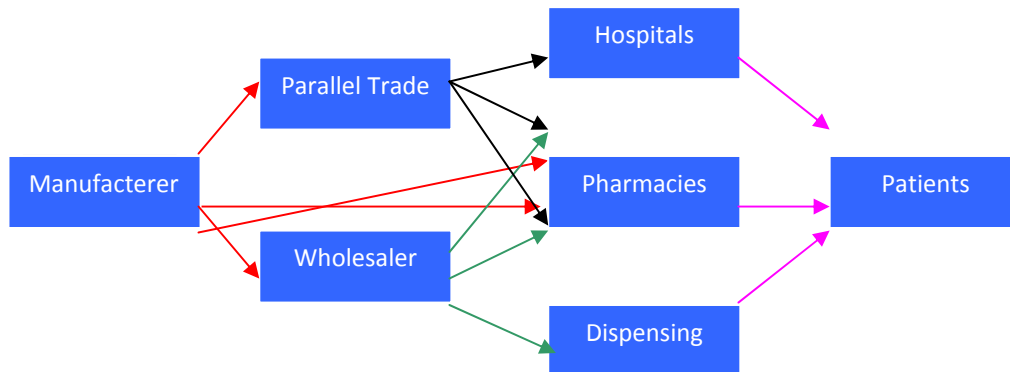 Hospitals
Parallel Trade
Manufacterer
Pharmacies
Patients
Wholesaler
Dispensing